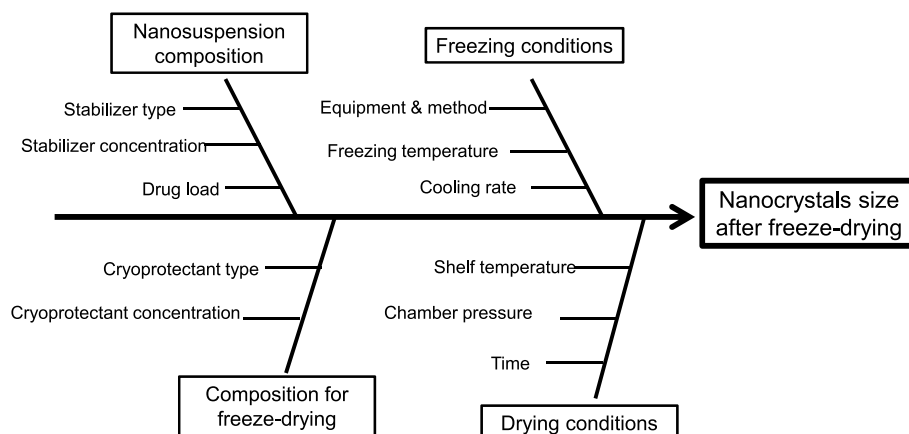 Nanosuspension
composition
Freezing conditions
Stabilizer type
Stabilizer concentration
Drug load
Equipment & method
Freezing temperature
Cooling rate
Nanocrystals size
after freeze-drying
Cryoprotectant type
Cryoprotectant concentration
Shelf temperature
Chamber pressure
Time
Composition for
freeze-drying
Drying conditions